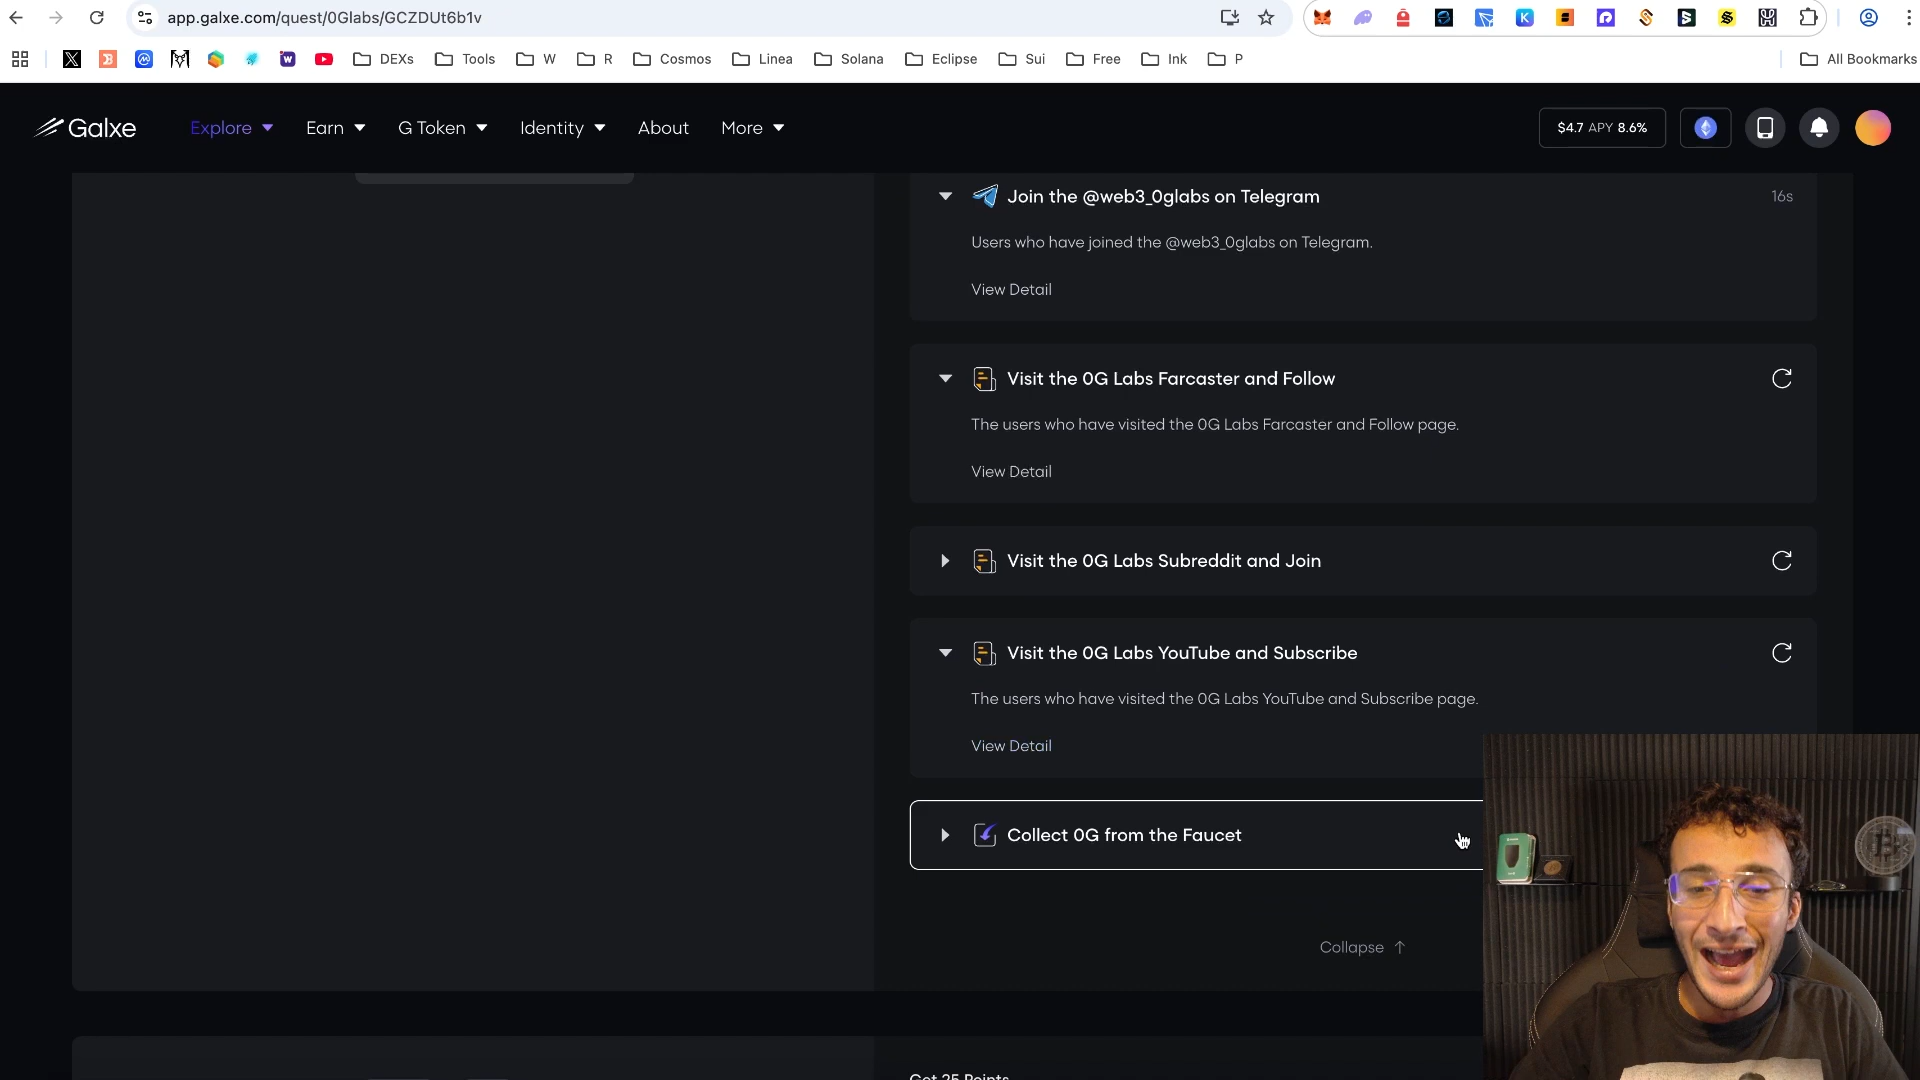 app.galxe.com/quest/0Glabs/GCZDUt6b1v
DEXs
Tools
W
R
Cosmos
Linea
Solana
Eclipse
Sui
Free
Ink
P
All Bookmarks
Galxe
Explore
Earn
G Token
Identity
About
More
$4.7 APY 8.6%
Join the @web3_0glabs on Telegram
16s
Users who have joined the @web3_0glabs on Telegram.
View Detail
Visit the 0G Labs Farcaster and Follow
The users who have visited the 0G Labs Farcaster and Follow page.
View Detail
Visit the 0G Labs Subreddit and Join
Visit the 0G Labs YouTube and Subscribe
The users who have visited the 0G Labs YouTube and Subscribe page.
View Detail
Collect 0G from the Faucet
Collapse ↑
Get 25 Points